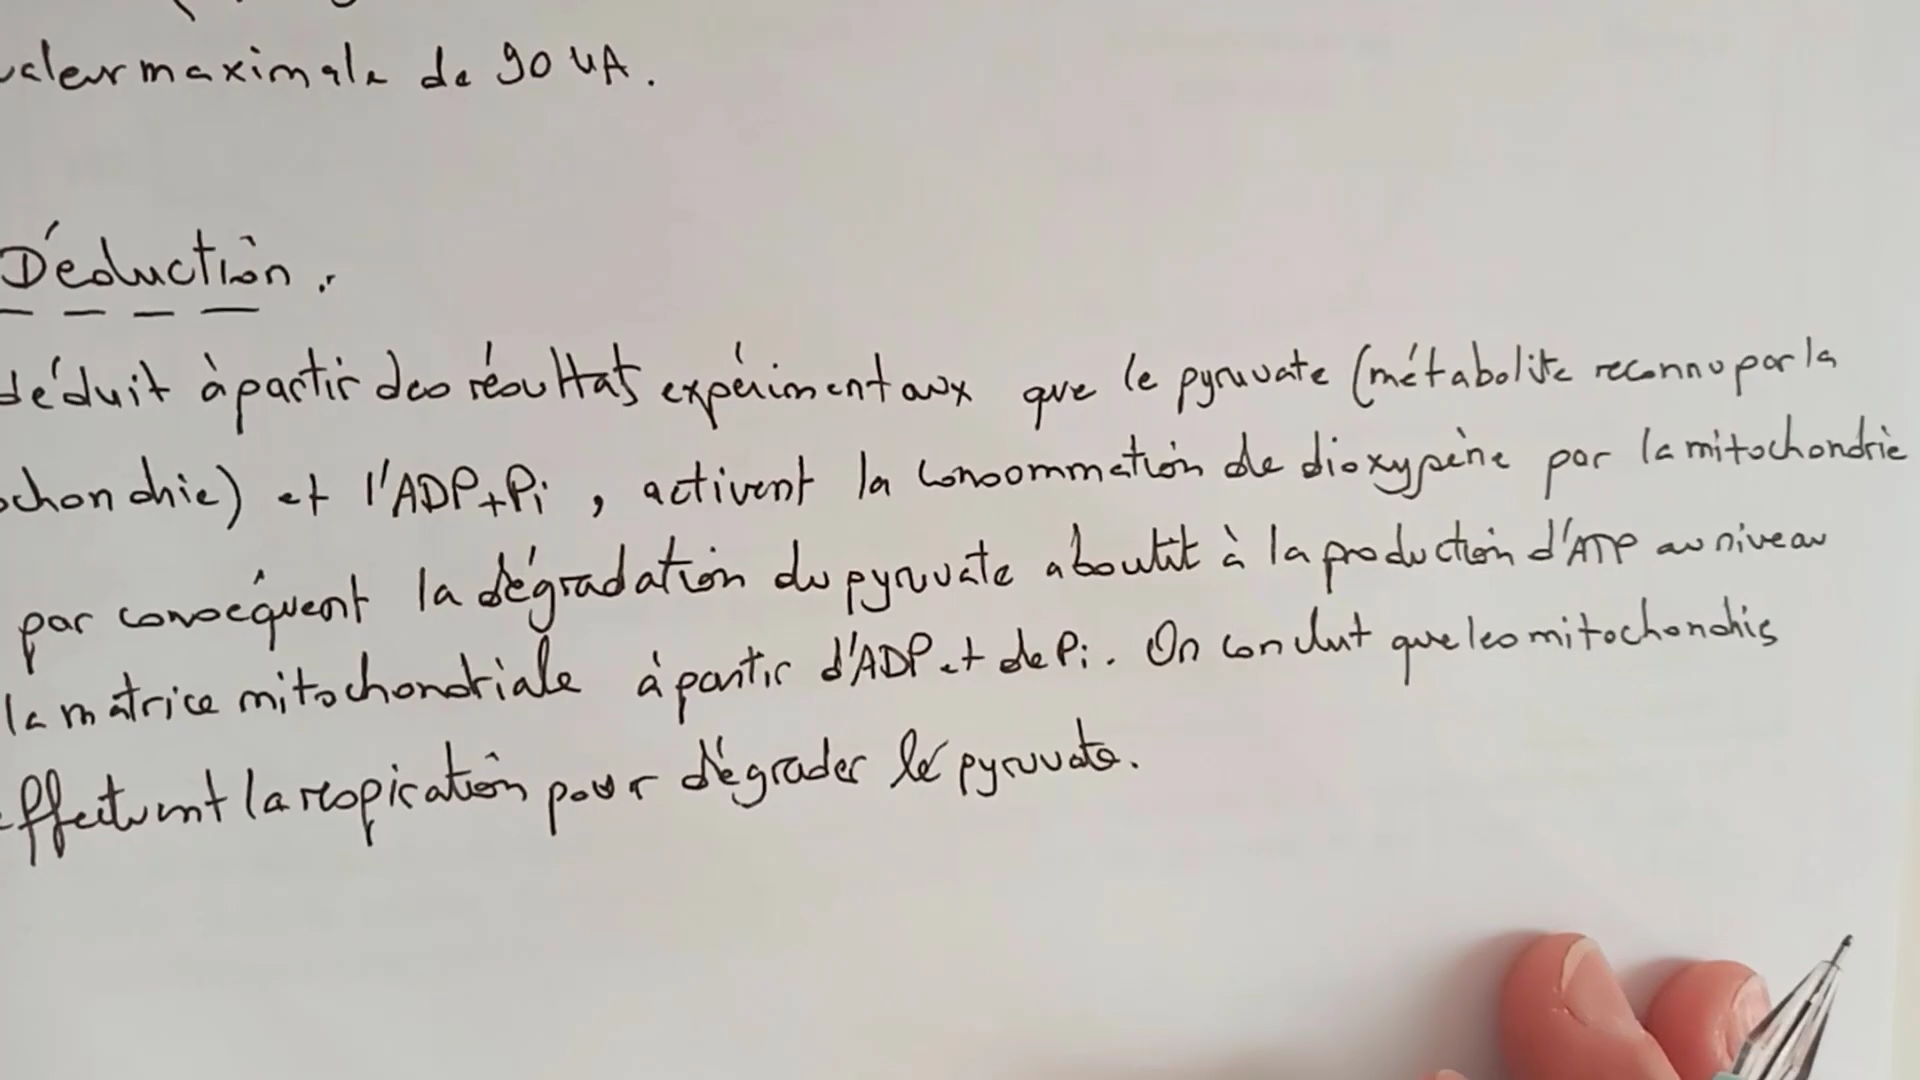 valeur maximale de 90 UA.
Déduction.
déduit à partir des résultats expérimentaux que le pyruvate (métabolite reconnu par la
ochondrie) et l'ADP+Pi, activent la consommation de dioxygène par la mitochondrie
par conséquent la dégradation du pyruvate aboutit à la production d'ATP au niveau
la matrice mitochondriale à partir d'ADP et de Pi. On conclut que les mitochondris
effectuent la respiration pour dégrader le pyruvate.